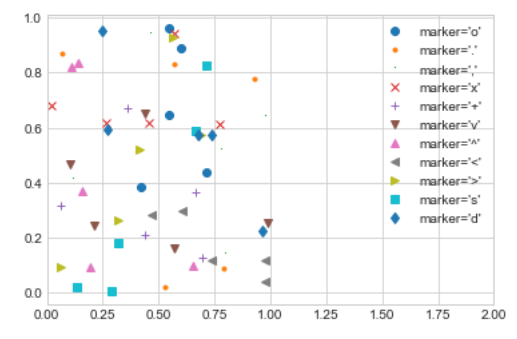 1.0
0.8
0.6
0.4
0.2
0.0
0.00 0.25 0.50 0.75 1.00 1.25 1.50 1.75 2.00
marker='o'
marker='.'
marker=','
marker='x'
marker='+'
marker='v'
marker='^'
marker='<'
marker='>'
marker='s'
marker='d'